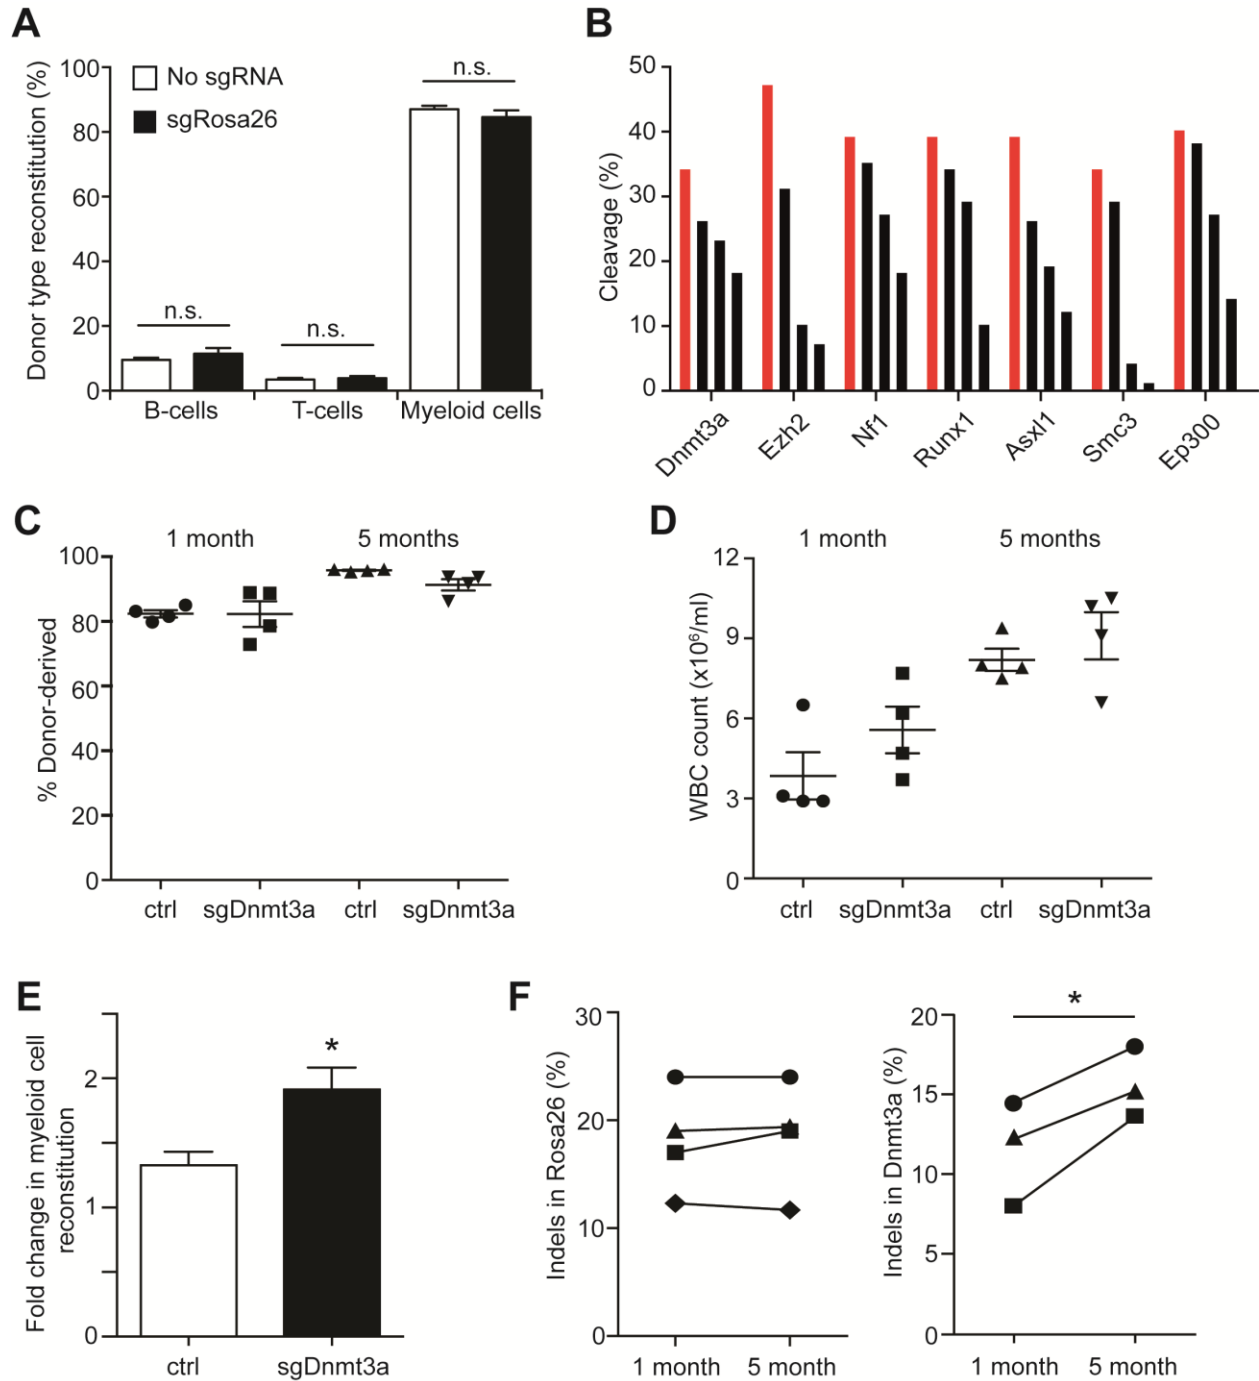 A
Donor type reconstitution (%)
100
80
60
40
20
0
No sgRNA
sgRosa26
n.s.
n.s.
n.s.
B-cells
T-cells
Myeloid cells
B
Cleavage (%)
50
40
30
20
10
0
Dnmt3a
Ezh2
Nf1
Runx1
Asxl1
Smc3
Ep300
C
% Donor-derived
100
80
60
40
20
0
1 month
5 months
ctrl
sgDnmt3a
ctrl
sgDnmt3a
D
WBC count (x10⁶/ml)
12
9
6
3
0
1 month
5 months
ctrl
sgDnmt3a
ctrl
sgDnmt3a
E
Fold change in myeloid cell
reconstitution
2
1
0
*
ctrl
sgDnmt3a
F
Indels in Rosa26 (%)
30
20
10
0
1 month
5 month
Indels in Dnmt3a (%)
20
15
10
5
0
*
1 month
5 month